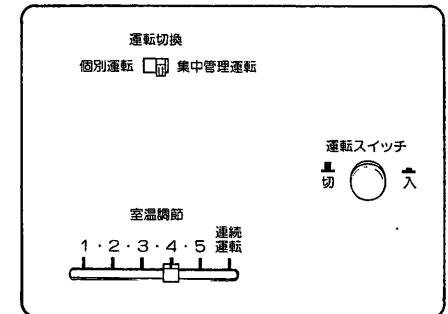 運転切換
個別運転 集中管理運転
運転スイッチ
切 入
室温調節
1・2・3・4・5 連続運転